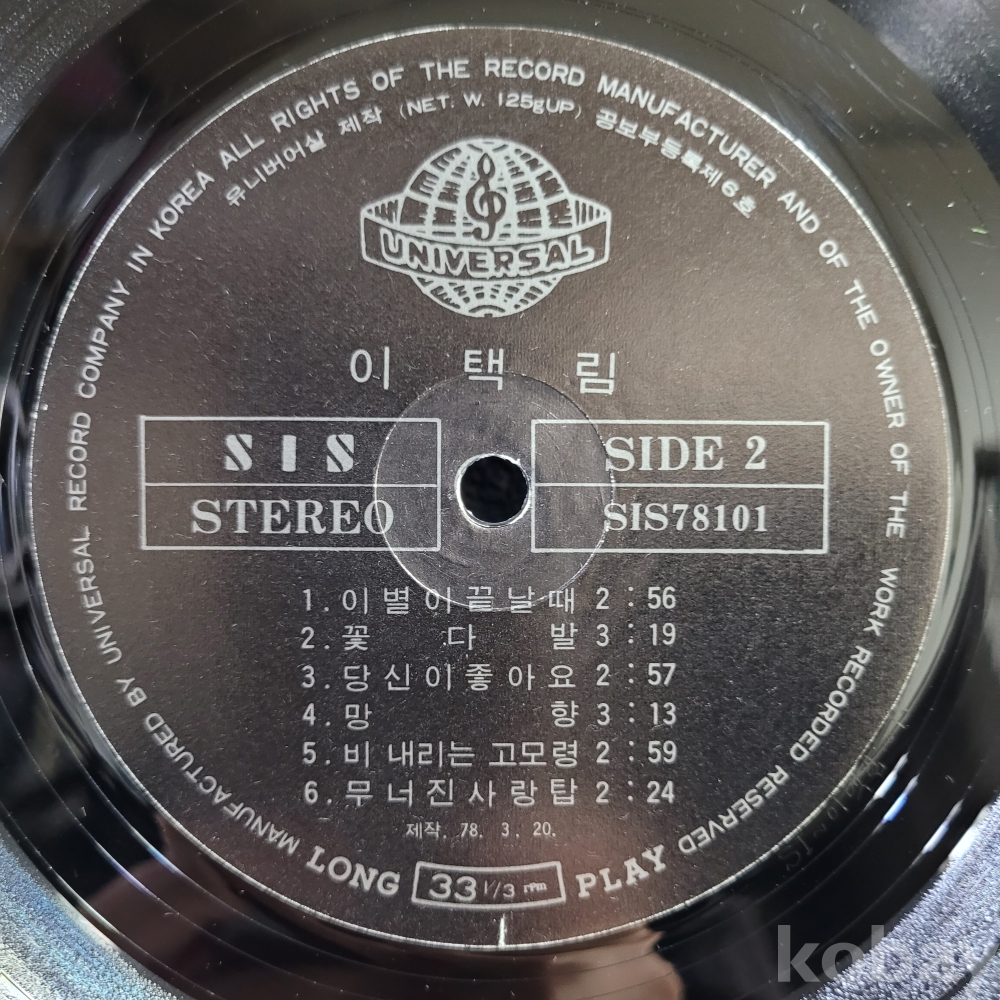 MANUFACTURED BY UNIVERSAL RECORD COMPANY IN KOREA ALL RIGHTS OF THE RECORD MANUFACTURER AND OF THE OWNER OF THE WORK RECORDED RESERVED
유니버어살 제작 (NET. W. 125gUP) 공보부등록제6호
UNIVERSAL
이 택 림
SIS
STEREO
SIDE 2
SIS78101
1. 이별이끝날때 2:56
2. 꽃다발 3:19
3. 당신이좋아요 2:57
4. 망향 3:13
5. 비 내리는 고모령 2:59
6. 무너진사랑탑 2:24
제작. 78. 3. 20.
LONG 33 1/3 rpm PLAY